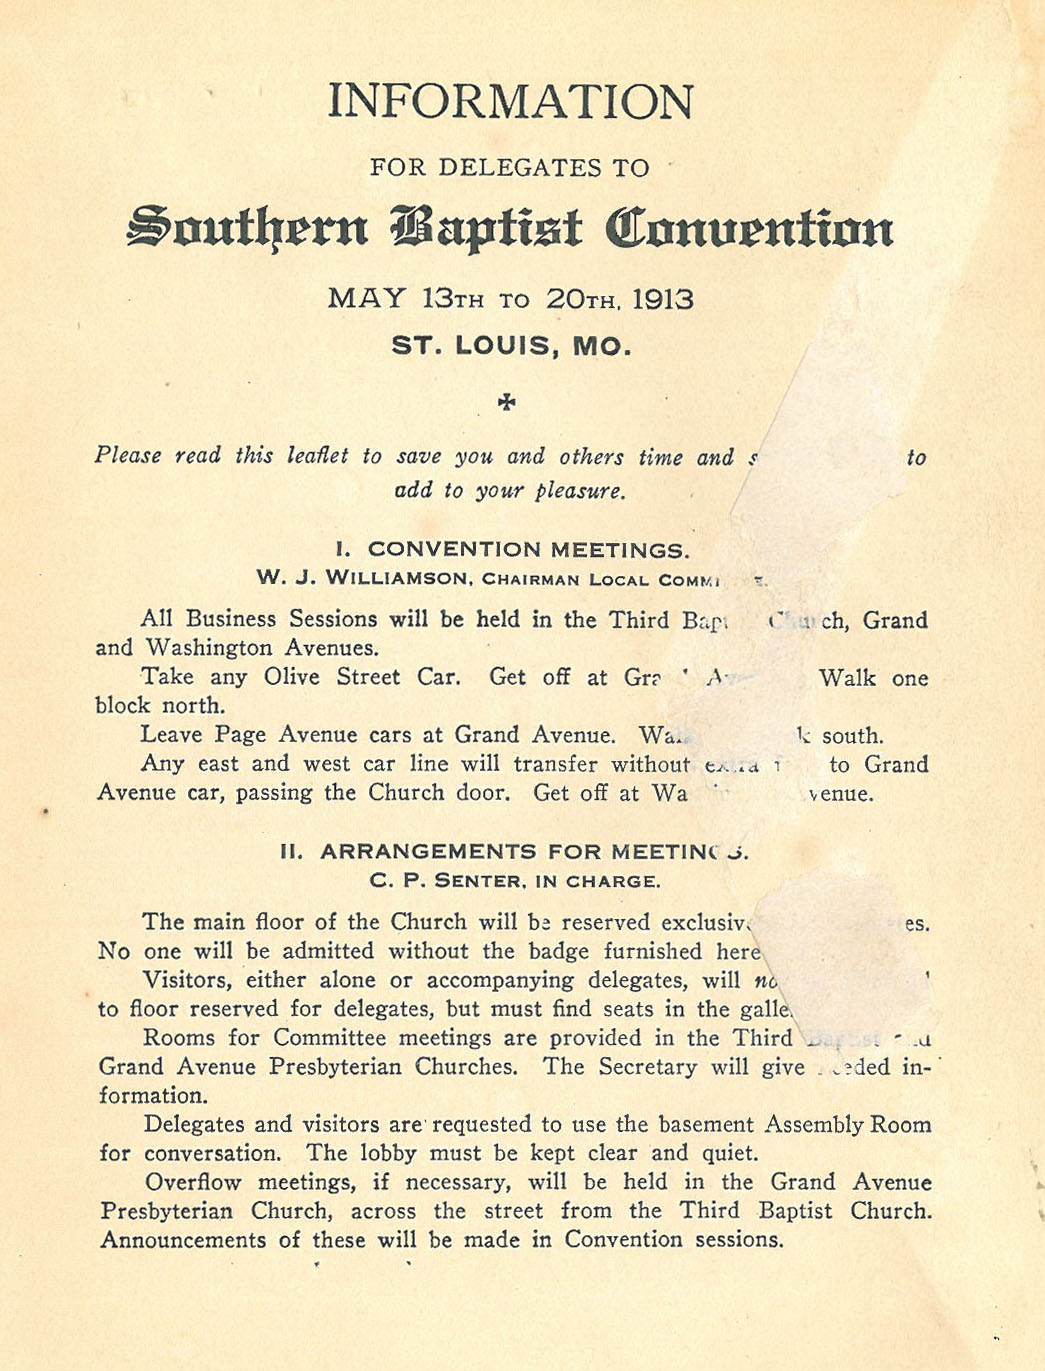 INFORMATION
FOR DELEGATES TO
Southern Baptist Convention
MAY 13TH TO 20TH, 1913
ST. LOUIS, MO.
Please read this leaflet to save you and others time and to
add to your pleasure.
I. CONVENTION MEETINGS.
W. J. WILLIAMSON, CHAIRMAN LOCAL
All Business Sessions will be held in the Third Church, Grand
and Washington Avenues.
Take any Olive Street Car. Get off at Walk one
block north.
Leave Page Avenue cars at Grand Avenue. south.
Any east and west car line will transfer without extra to Grand
Avenue car, passing the Church door. Get off at
II. ARRANGEMENTS FOR MEETINGS.
C. P. SENTER, IN CHARGE.
The main floor of the Church will be reserved
No one will be admitted without the badge furnished
Visitors, either alone or accompanying delegates, will
to floor reserved for delegates, but must find seats in the
Rooms for Committee meetings are provided in the Third Baptist and
Grand Avenue Presbyterian Churches. The Secretary will give needed in-
formation.
Delegates and visitors are requested to use the basement Assembly Room
for conversation. The lobby must be kept clear and quiet.
Overflow meetings, if necessary, will be held in the Grand Avenue
Presbyterian Church, across the street from the Third Baptist Church.
Announcements of these will be made in Convention sessions.